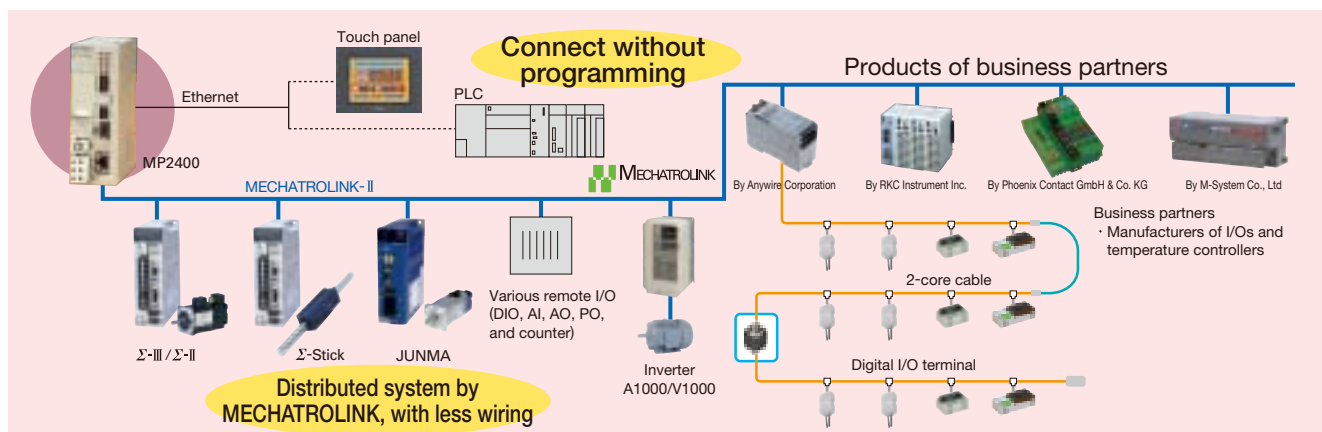 Touch panel
Connect without
programming
Products of business partners
Ethernet
PLC
MP2400
MECHATROLINK-II
MECHATROLINK
By Anywire Corporation
By RKC Instrument Inc.
By Phoenix Contact GmbH & Co. KG
By M-System Co., Ltd
Business partners
・Manufacturers of I/Os and
temperature controllers
2-core cable
Various remote I/O
(DIO, AI, AO, PO,
and counter)
Σ-III / Σ-II
Σ-Stick
JUNMA
Inverter
A1000/V1000
Digital I/O terminal
Distributed system by
MECHATROLINK, with less wiring